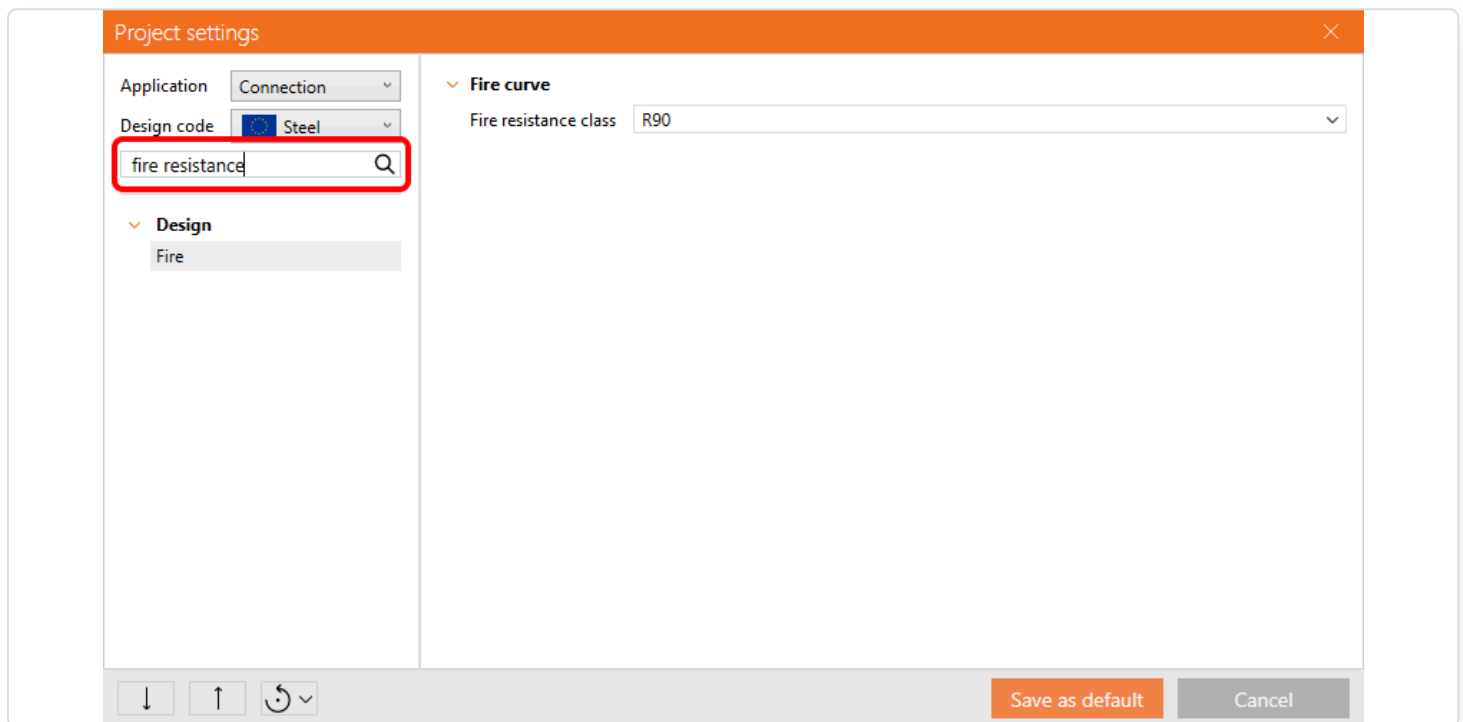 Project settings
Application
Connection
Design code
Steel
fire resistance
Design
Fire
Fire curve
Fire resistance class
R90
Save as default
Cancel